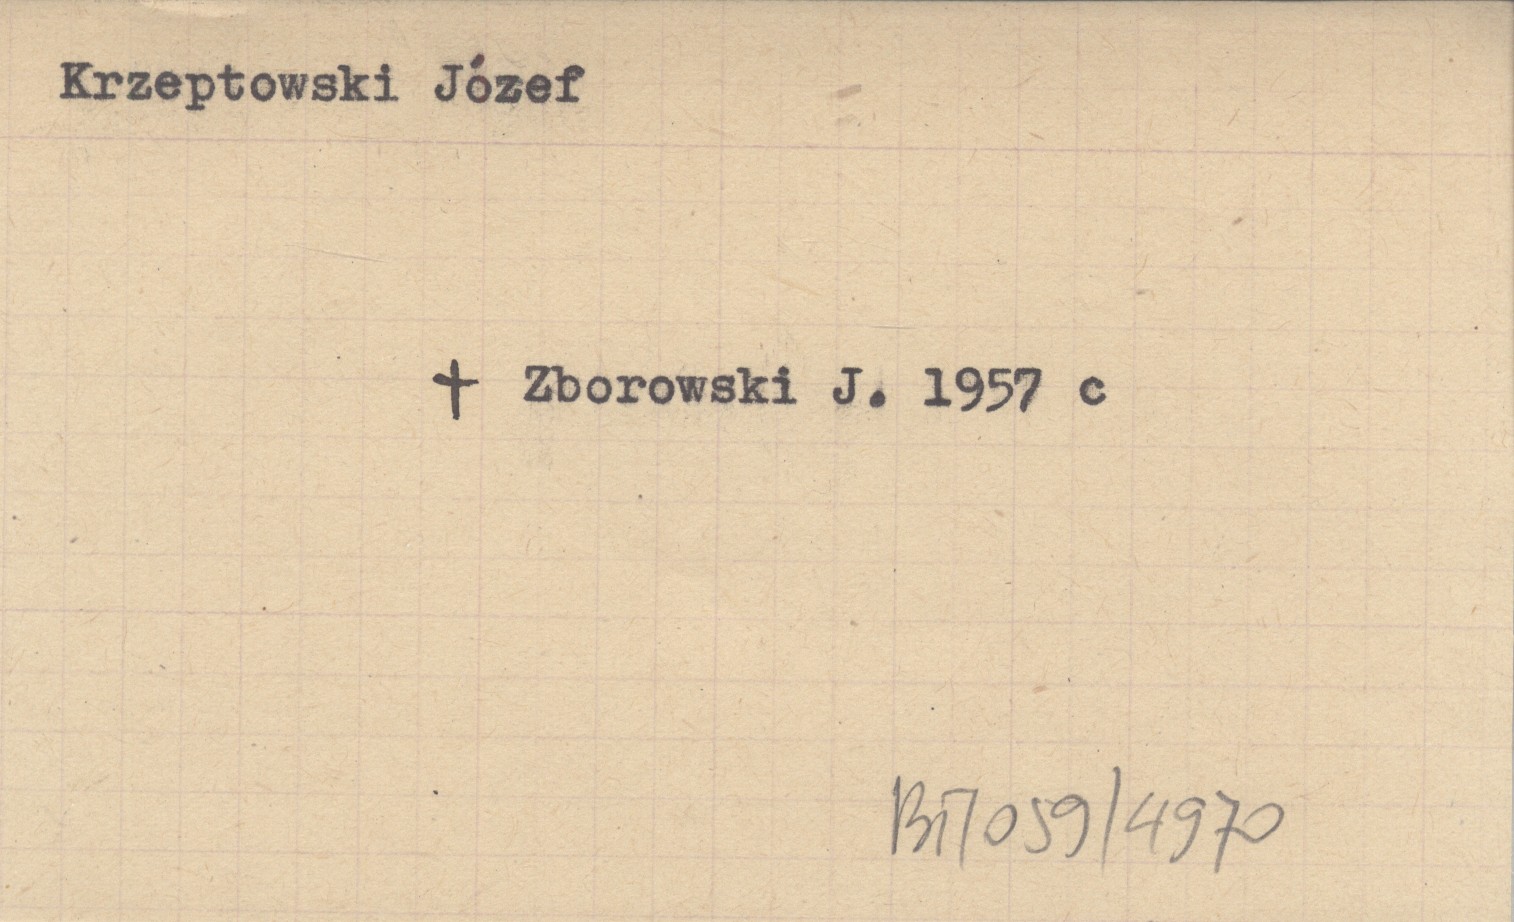 Krzeptowski Józef
† Zborowski J. 1957 c
BT/059/4970